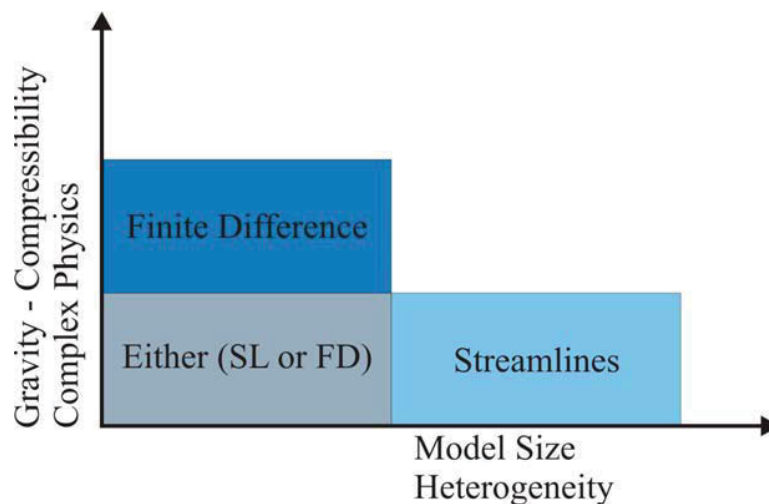 Gravity - Compressibility
Complex Physics
Finite Difference
Either (SL or FD)
Streamlines
Model Size
Heterogeneity